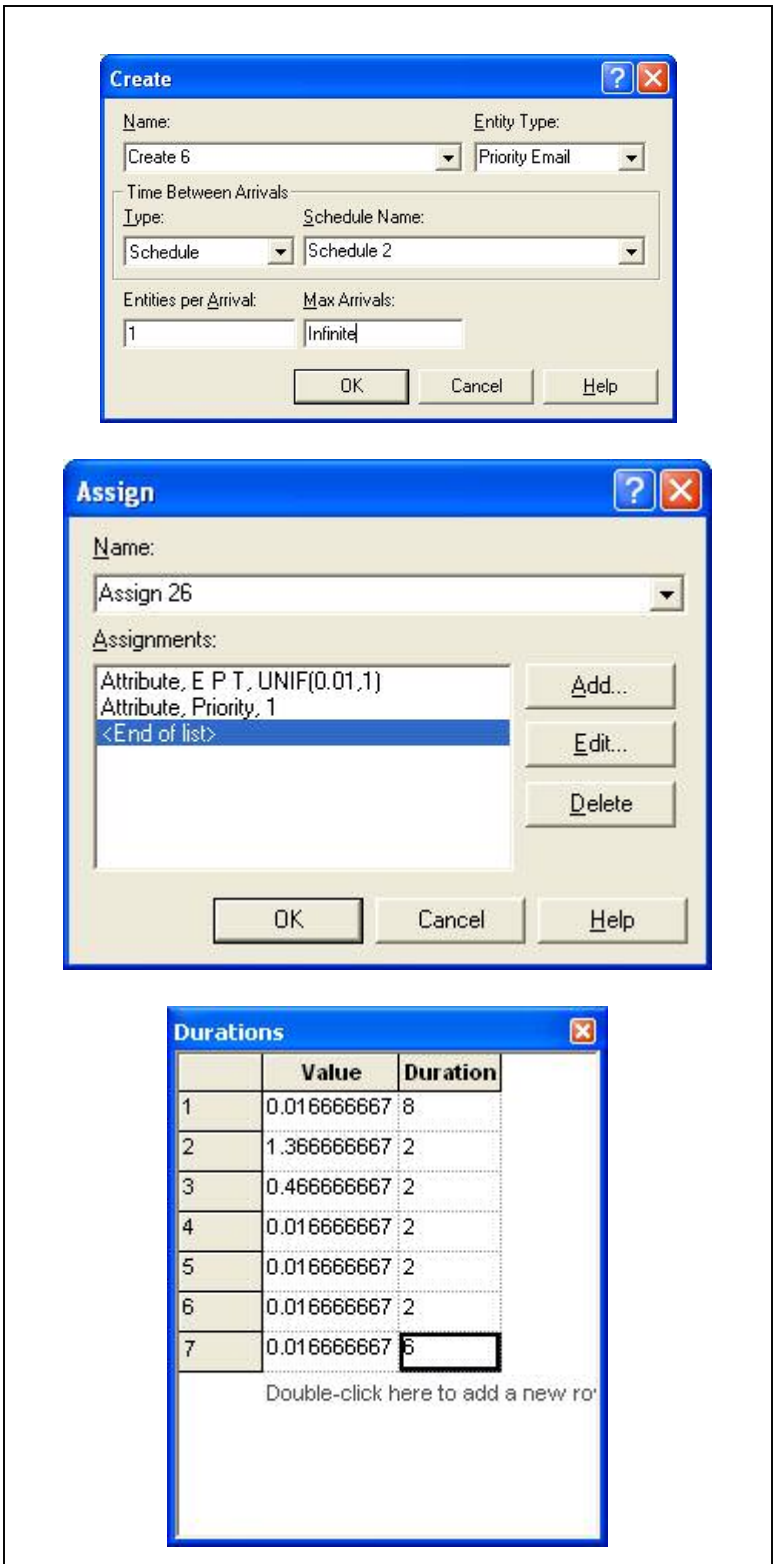 Create
Name:
Entity Type:
Create 6
Priority Email
Time Between Arrivals
Type:
Schedule Name:
Schedule
Schedule 2
Entities per Arrival:
Max Arrivals:
1
Infinite
OK
Cancel
Help
Assign
Name:
Assign 26
Assignments:
Attribute, E P T, UNIF(0.01,1)
Attribute, Priority, 1
<End of list>
Add...
Edit...
Delete
OK
Cancel
Help
Durations
Value Duration
1 0.016666667 8
2 1.366666667 2
3 0.466666667 2
4 0.016666667 2
5 0.016666667 2
6 0.016666667 2
7 0.016666667 6
Double-click here to add a new ro